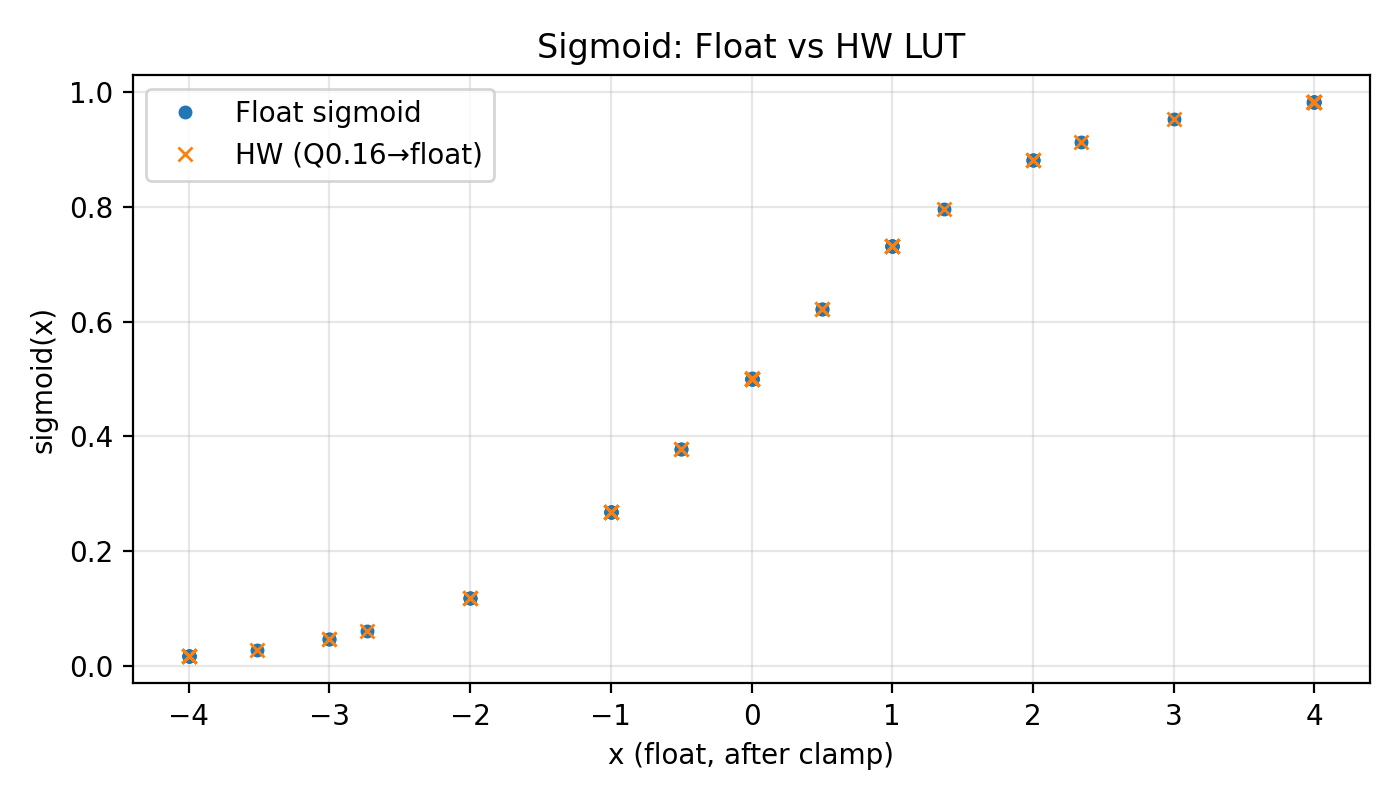 Sigmoid: Float vs HW LUT
Float sigmoid
HW (Q0.16→float)
sigmoid(x)
1.0
0.8
0.6
0.4
0.2
0.0
−4 −3 −2 −1 0 1 2 3 4
x (float, after clamp)